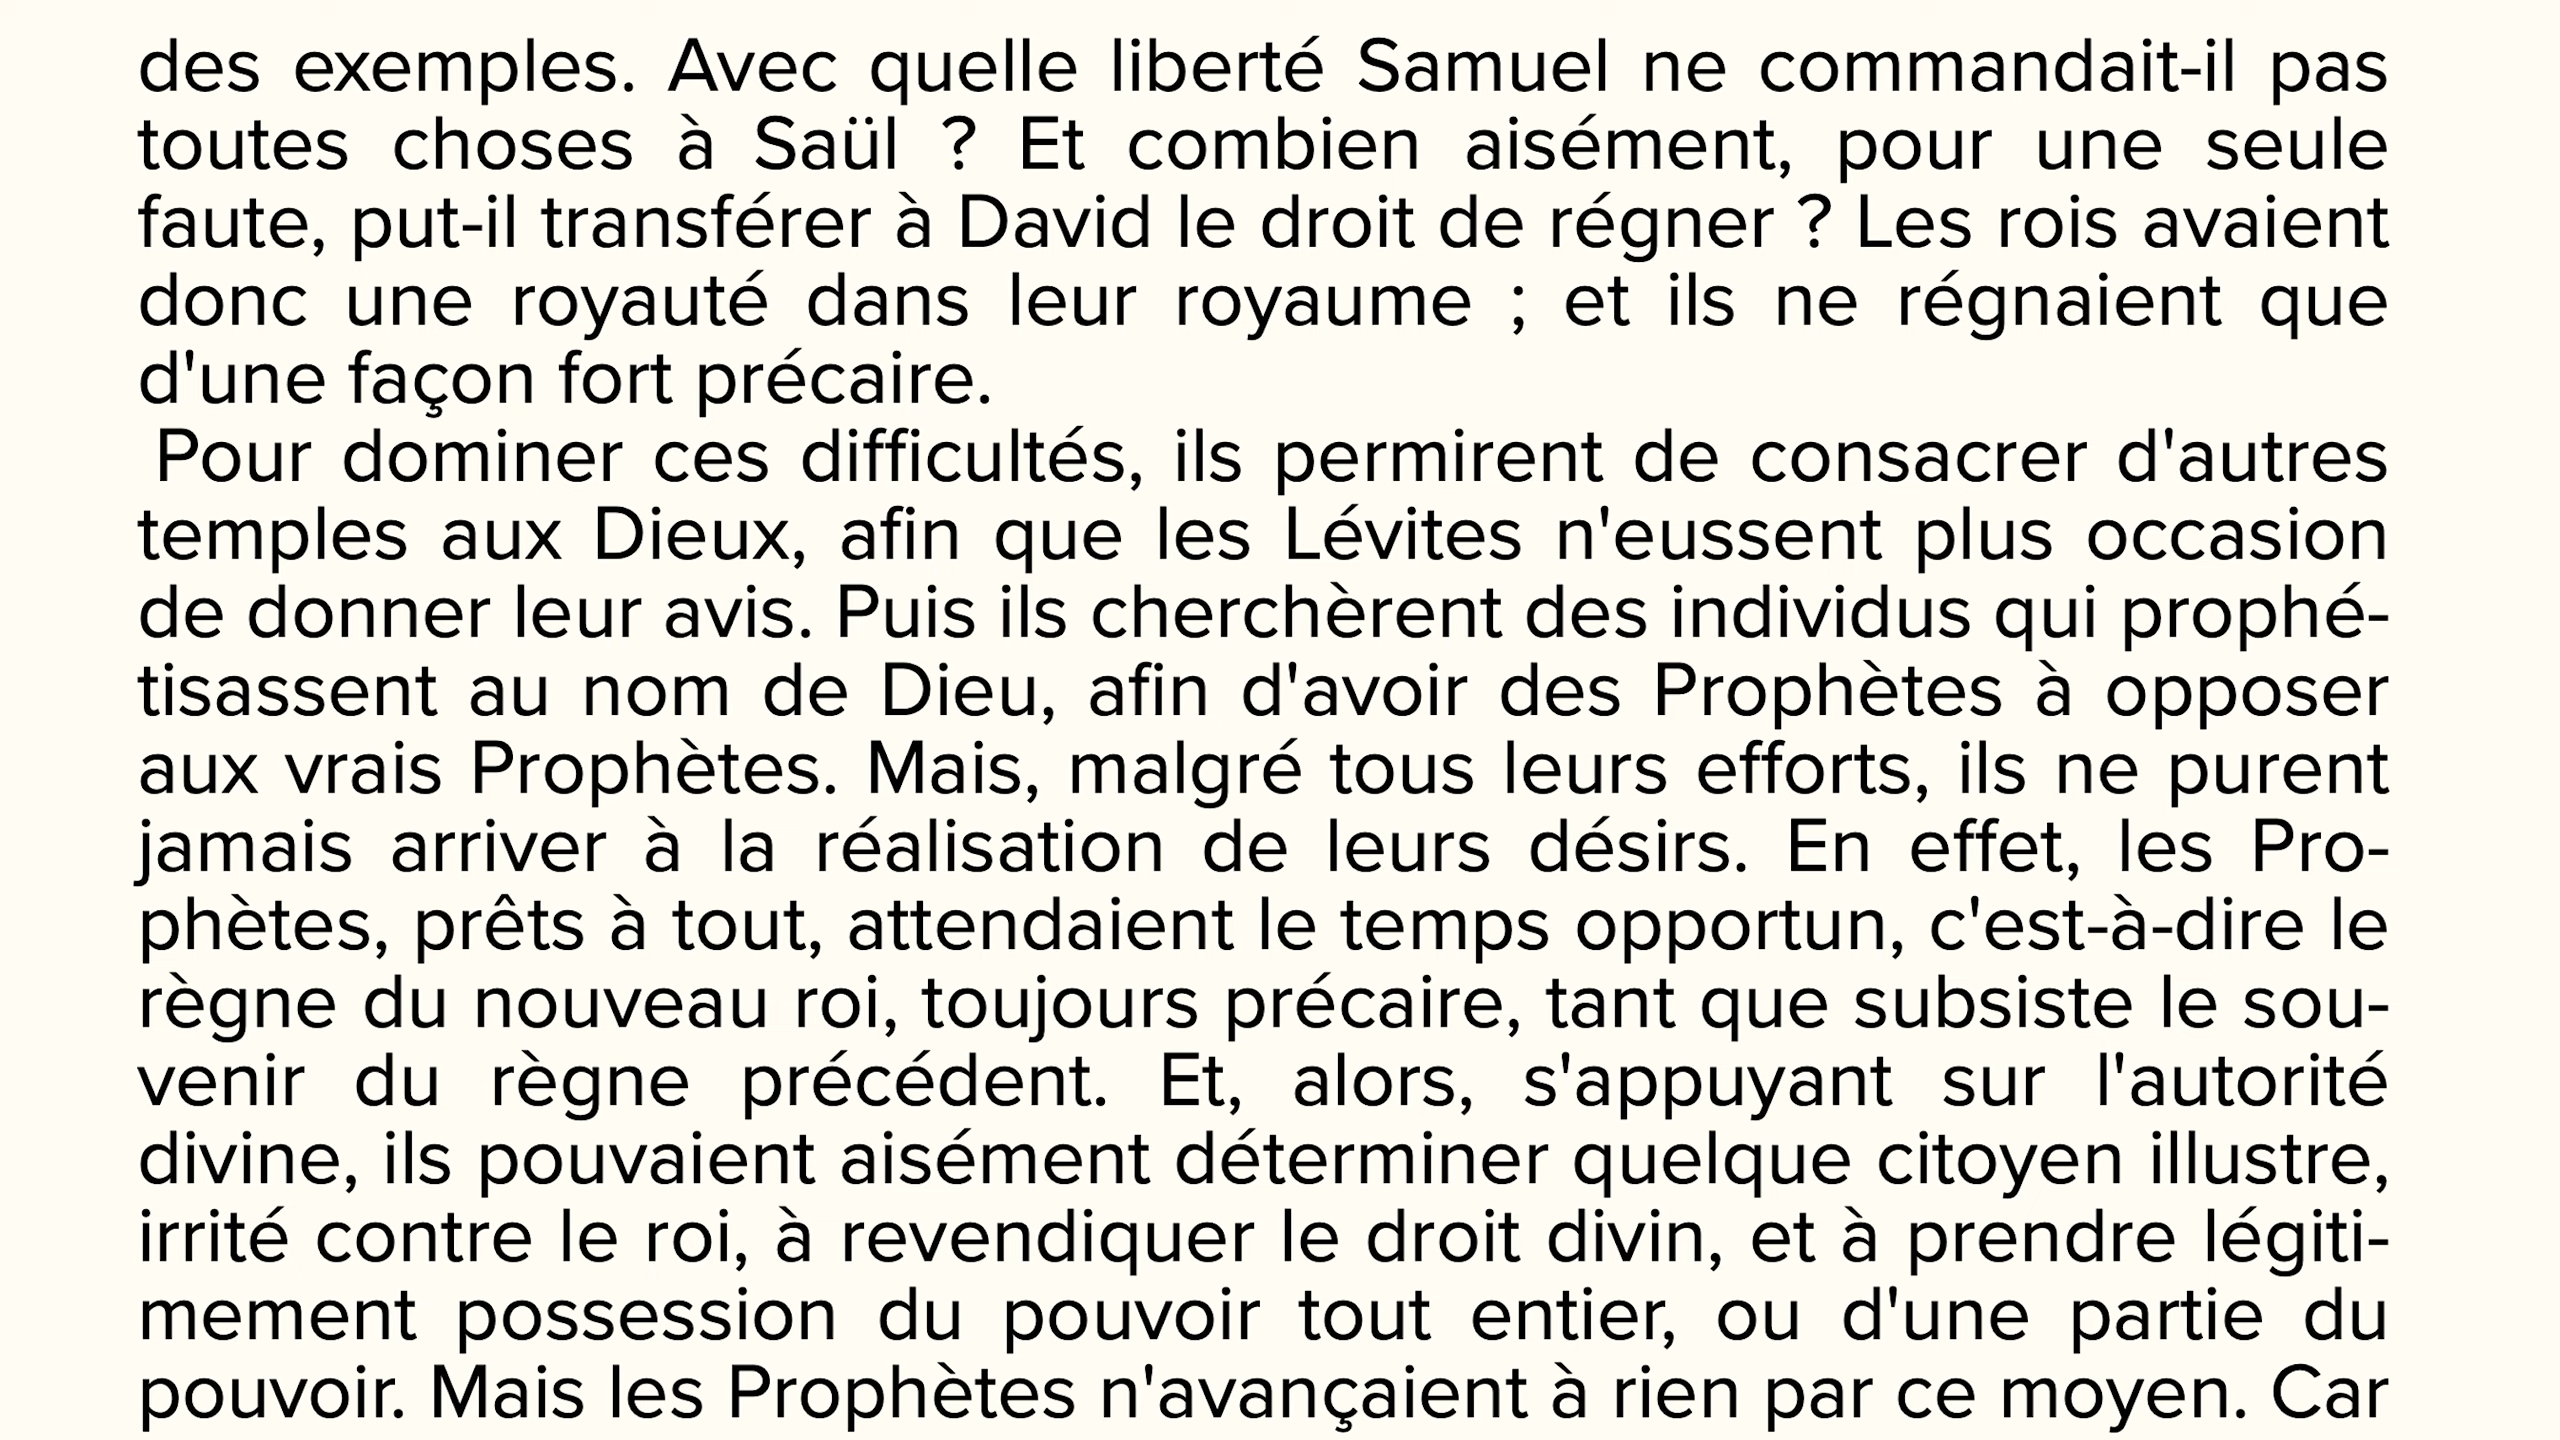 des exemples. Avec quelle liberté Samuel ne commandait-il pas
toutes choses à Saül ? Et combien aisément, pour une seule
faute, put-il transférer à David le droit de régner ? Les rois avaient
donc une royauté dans leur royaume ; et ils ne régnaient que
d'une façon fort précaire.
Pour dominer ces difficultés, ils permirent de consacrer d'autres
temples aux Dieux, afin que les Lévites n'eussent plus occasion
de donner leur avis. Puis ils cherchèrent des individus qui prophé-
tisassent au nom de Dieu, afin d'avoir des Prophètes à opposer
aux vrais Prophètes. Mais, malgré tous leurs efforts, ils ne purent
jamais arriver à la réalisation de leurs désirs. En effet, les Pro-
phètes, prêts à tout, attendaient le temps opportun, c'est-à-dire le
règne du nouveau roi, toujours précaire, tant que subsiste le sou-
venir du règne précédent. Et, alors, s'appuyant sur l'autorité
divine, ils pouvaient aisément déterminer quelque citoyen illustre,
irrité contre le roi, à revendiquer le droit divin, et à prendre légiti-
mement possession du pouvoir tout entier, ou d'une partie du
pouvoir. Mais les Prophètes n'avançaient à rien par ce moyen. Car